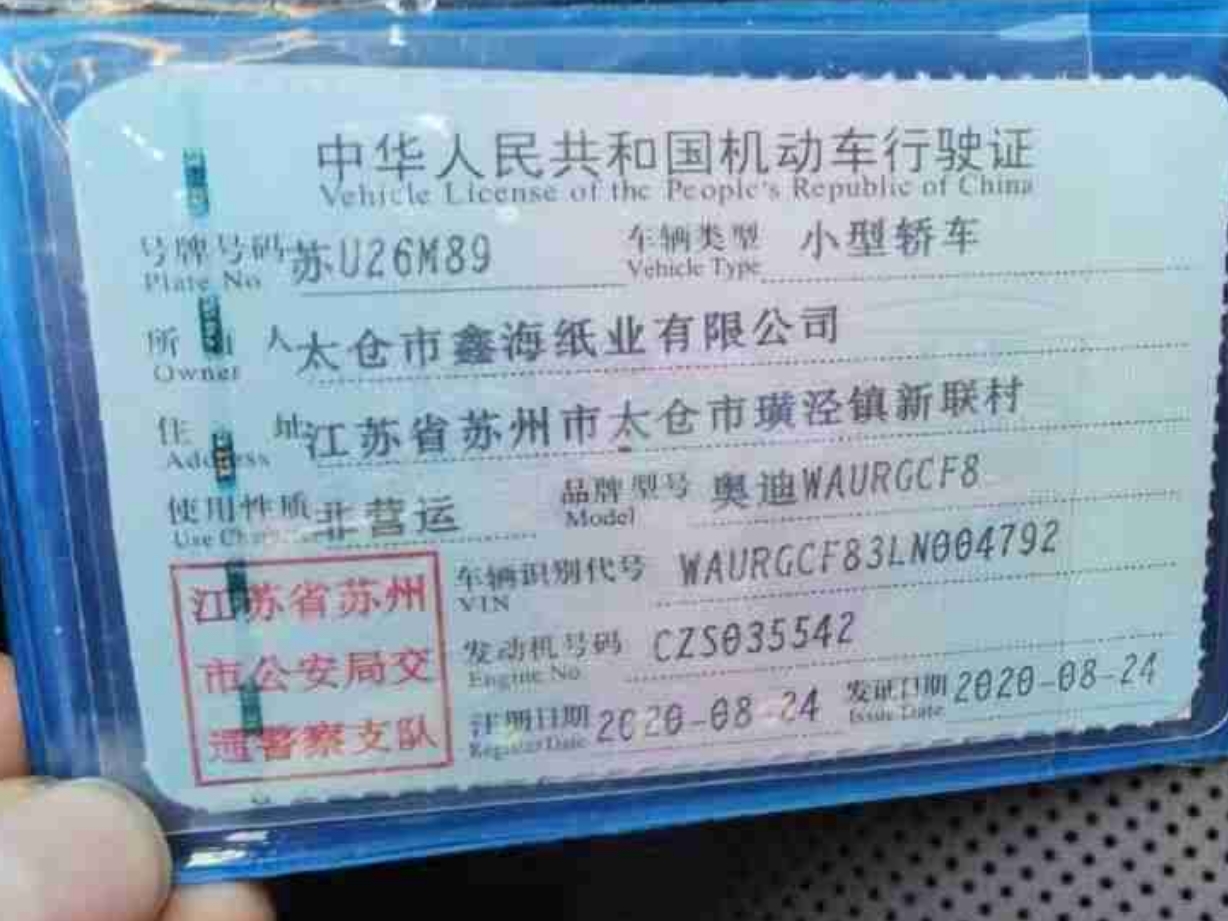 中华人民共和国机动车行驶证
Vehicle License of the People's Republic of China
号牌号码 苏U26M89 车辆类型 小型轿车
Plate No. Vehicle Type
所 人 太仓市鑫海纸业有限公司
Owner
住 址 江苏省苏州市太仓市璜泾镇新联村
Address
使用性质 非营运 品牌型号 奥迪WAURGCF8
Use Model
江苏省苏州
市公安局交
通警察支队
车辆识别代号 WAURGCF83LN004792
VIN
发动机号码 CZS035542
Engine No.
注册日期 2020-08-24 发证日期 2020-08-24
Register Date Issue Date